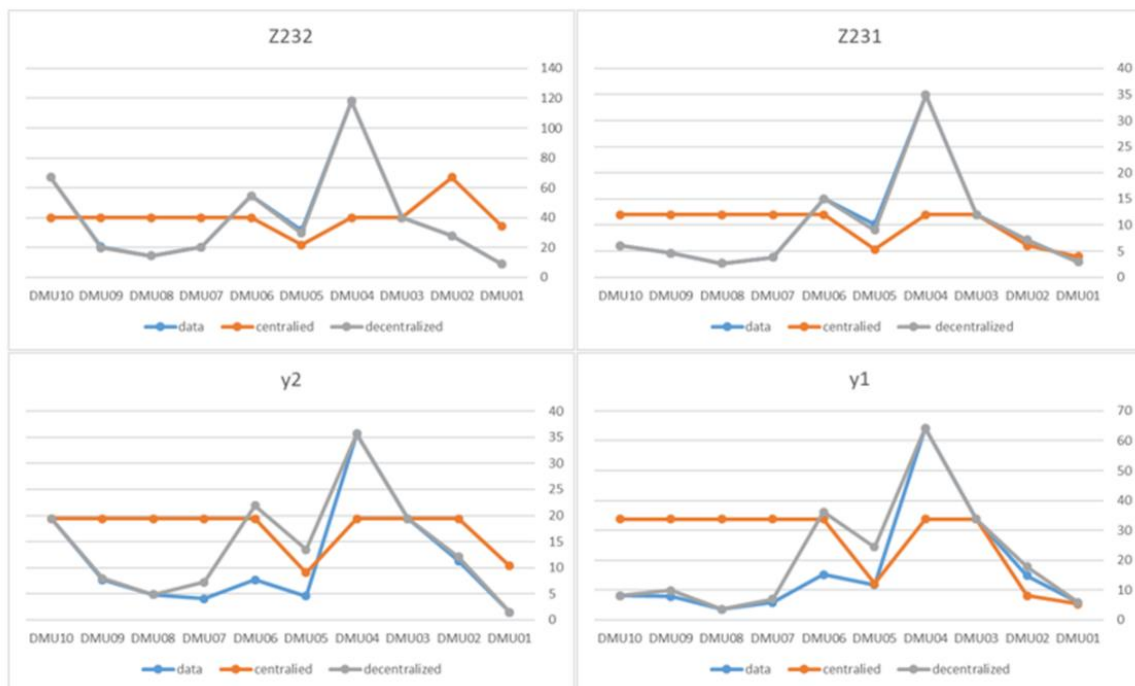 Z232
140
120
100
80
60
40
20
0
DMU10 DMU09 DMU08 DMU07 DMU06 DMU05 DMU04 DMU03 DMU02 DMU01
data centralied decentralized
Z231
40
35
30
25
20
15
10
5
0
DMU10 DMU09 DMU08 DMU07 DMU06 DMU05 DMU04 DMU03 DMU02 DMU01
data centralied decentralized
y2
40
35
30
25
20
15
10
5
0
DMU10 DMU09 DMU08 DMU07 DMU06 DMU05 DMU04 DMU03 DMU02 DMU01
data centralied decentralized
y1
70
60
50
40
30
20
10
0
DMU10 DMU09 DMU08 DMU07 DMU06 DMU05 DMU04 DMU03 DMU02 DMU01
data centralied decentralized